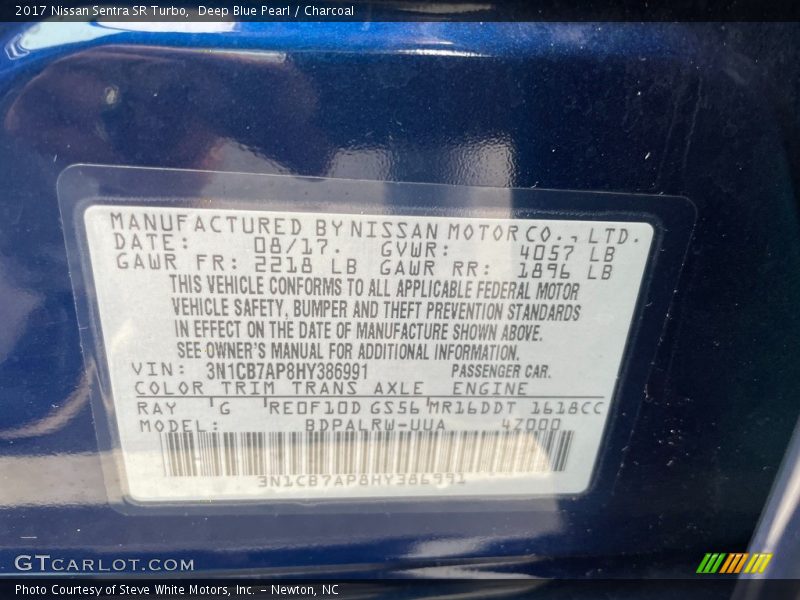 2017 Nissan Sentra SR Turbo, Deep Blue Pearl / Charcoal
MANUFACTURED BY NISSAN MOTOR CO., LTD.
DATE: 08/17. GVWR: 4057 LB
GAWR FR: 2218 LB GAWR RR: 1896 LB
THIS VEHICLE CONFORMS TO ALL APPLICABLE FEDERAL MOTOR
VEHICLE SAFETY, BUMPER AND THEFT PREVENTION STANDARDS
IN EFFECT ON THE DATE OF MANUFACTURE SHOWN ABOVE.
SEE OWNER'S MANUAL FOR ADDITIONAL INFORMATION.
VIN: 3N1CB7AP8HY386991 PASSENGER CAR.
COLOR TRIM TRANS AXLE ENGINE
RAY G RE0F10D GS56 MR16DDT 1618CC
MODEL: BDPALRW-UUA 47000
3N1CB7AP8HY386991
GTCARLOT.COM
Photo Courtesy of Steve White Motors, Inc. – Newton, NC